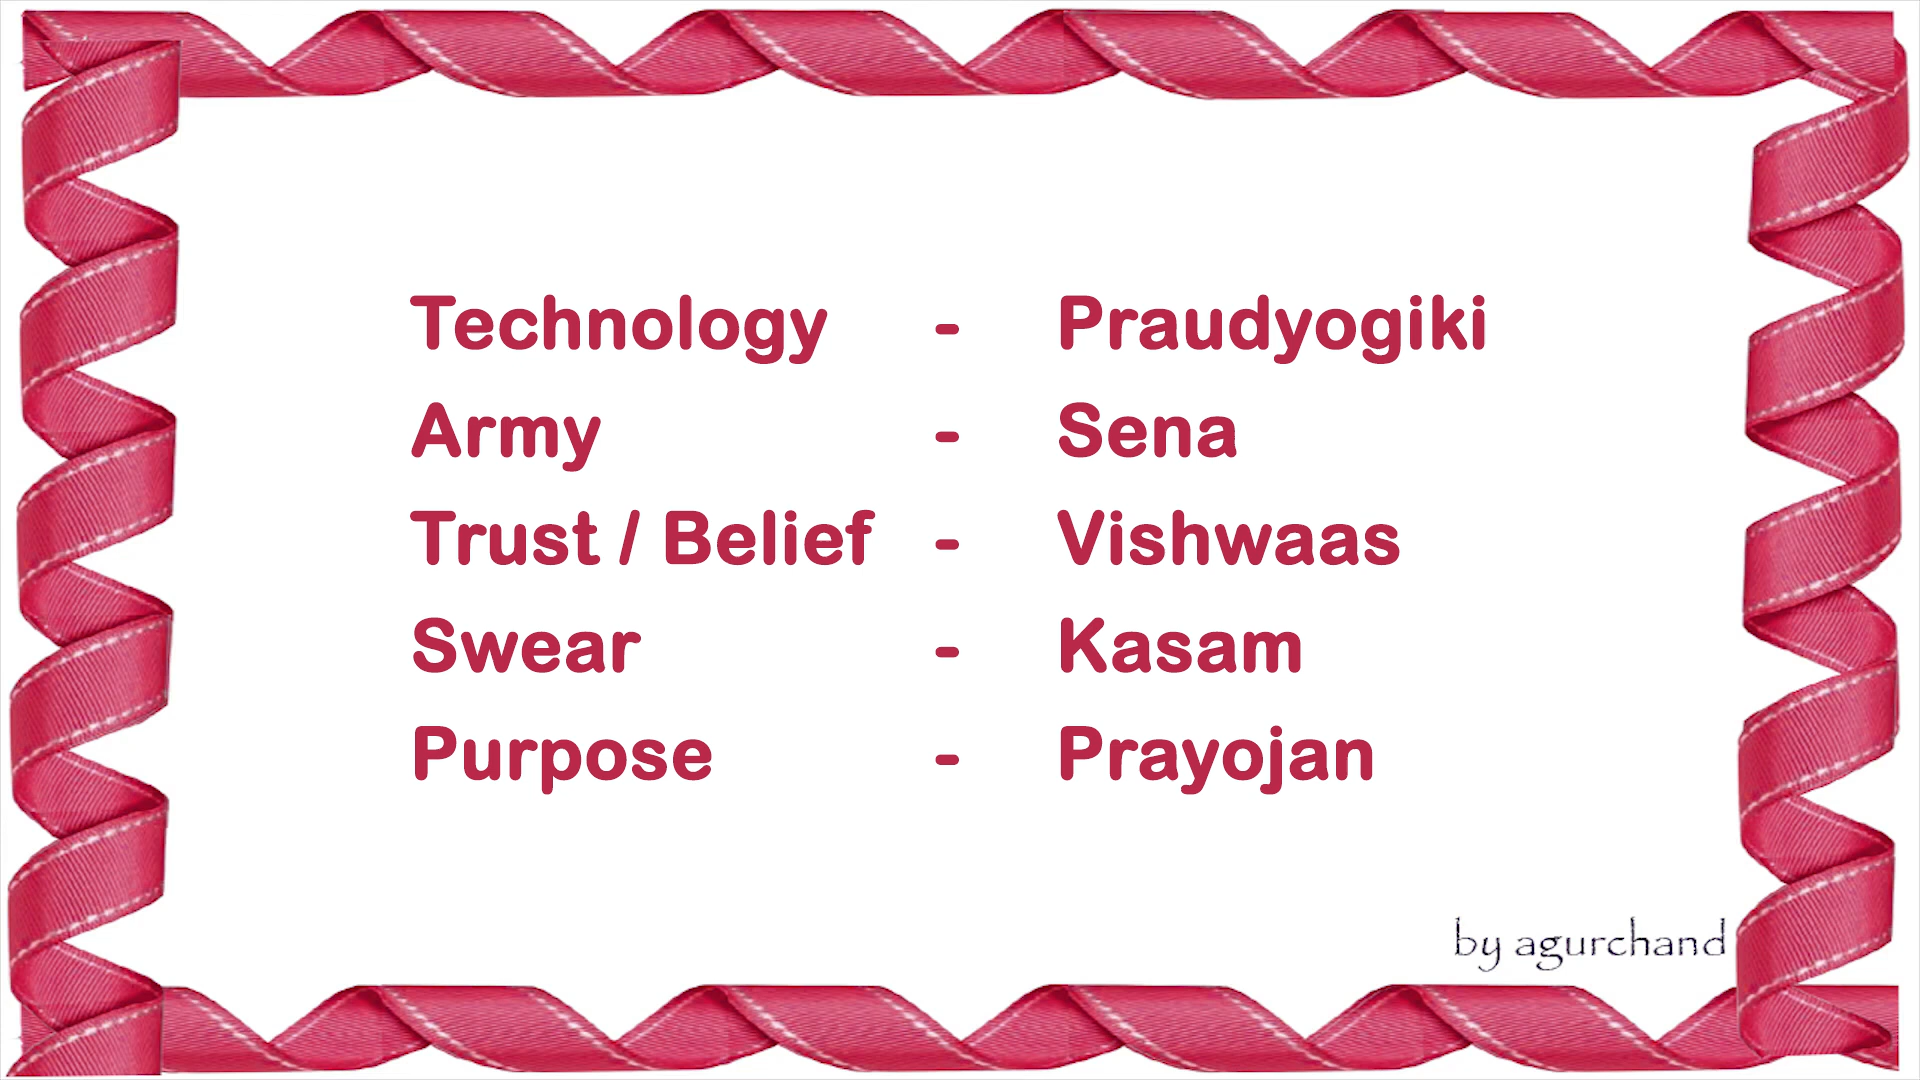 Technology - Praudyogiki
Army - Sena
Trust / Belief - Vishwaas
Swear - Kasam
Purpose - Prayojan
by agurchand